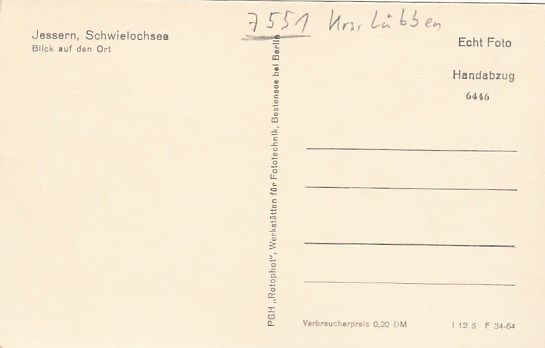 7551 Krs. Lübben
Jessern, Schwielochsee
Blick auf den Ort
Echt Foto
Handabzug
6446
PGH „Rotophot", Werkstätten für Fototechnik, Bestensee bei Berlin
Verbraucherpreis 0,20 DM
I 12 5 F 34-64